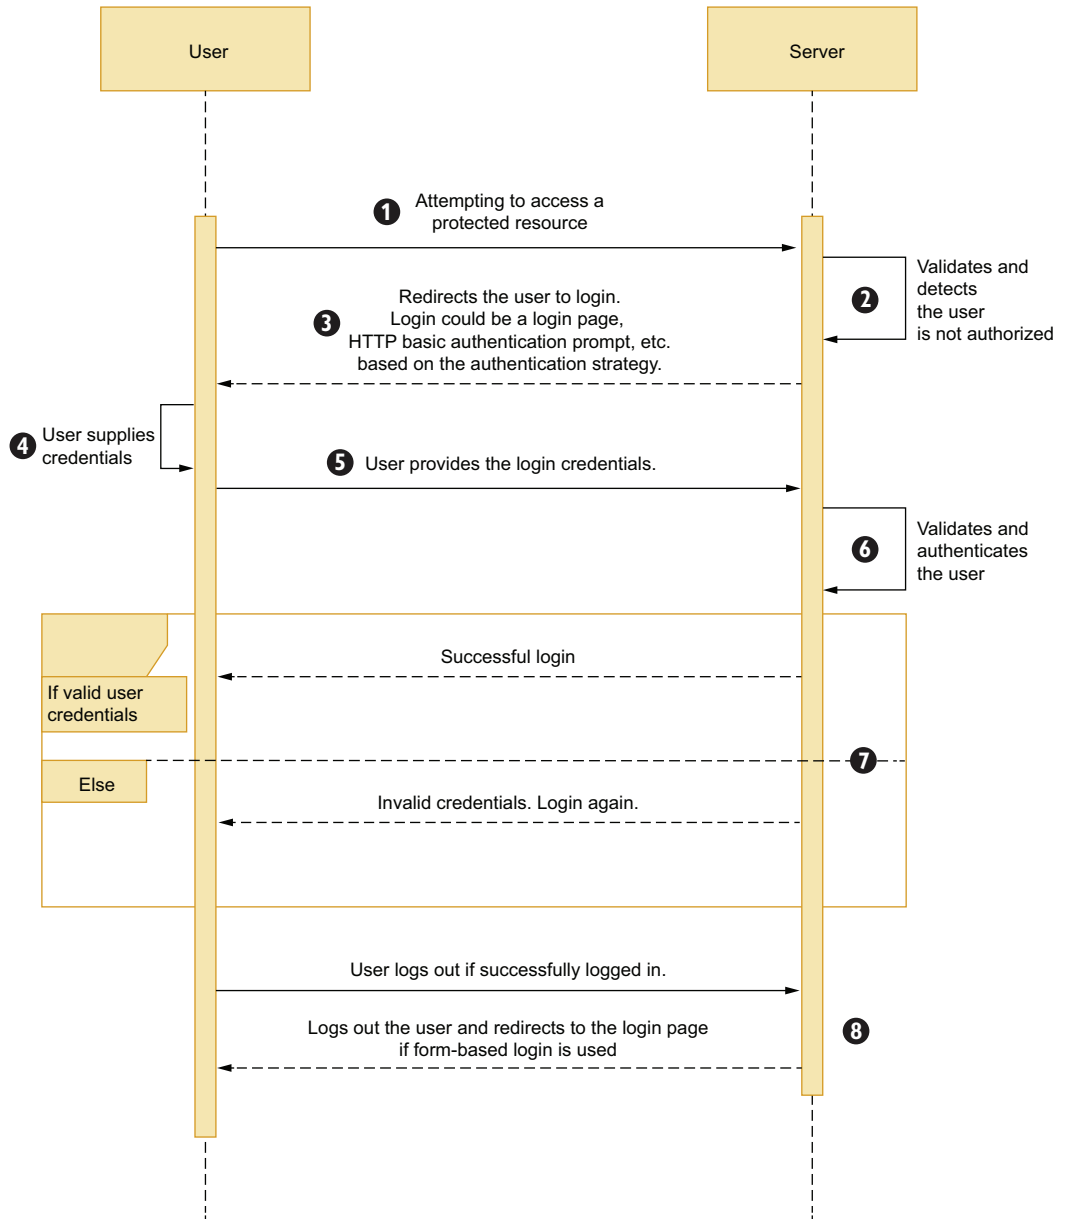 User
Server
1
Attempting to access a
protected resource
2
Validates and
detects
the user
is not authorized
3
Redirects the user to login.
Login could be a login page,
HTTP basic authentication prompt, etc.
based on the authentication strategy.
4
User supplies
credentials
5
User provides the login credentials.
6
Validates and
authenticates
the user
Successful login
If valid user
credentials
7
Else
Invalid credentials. Login again.
User logs out if successfully logged in.
8
Logs out the user and redirects to the login page
if form-based login is used